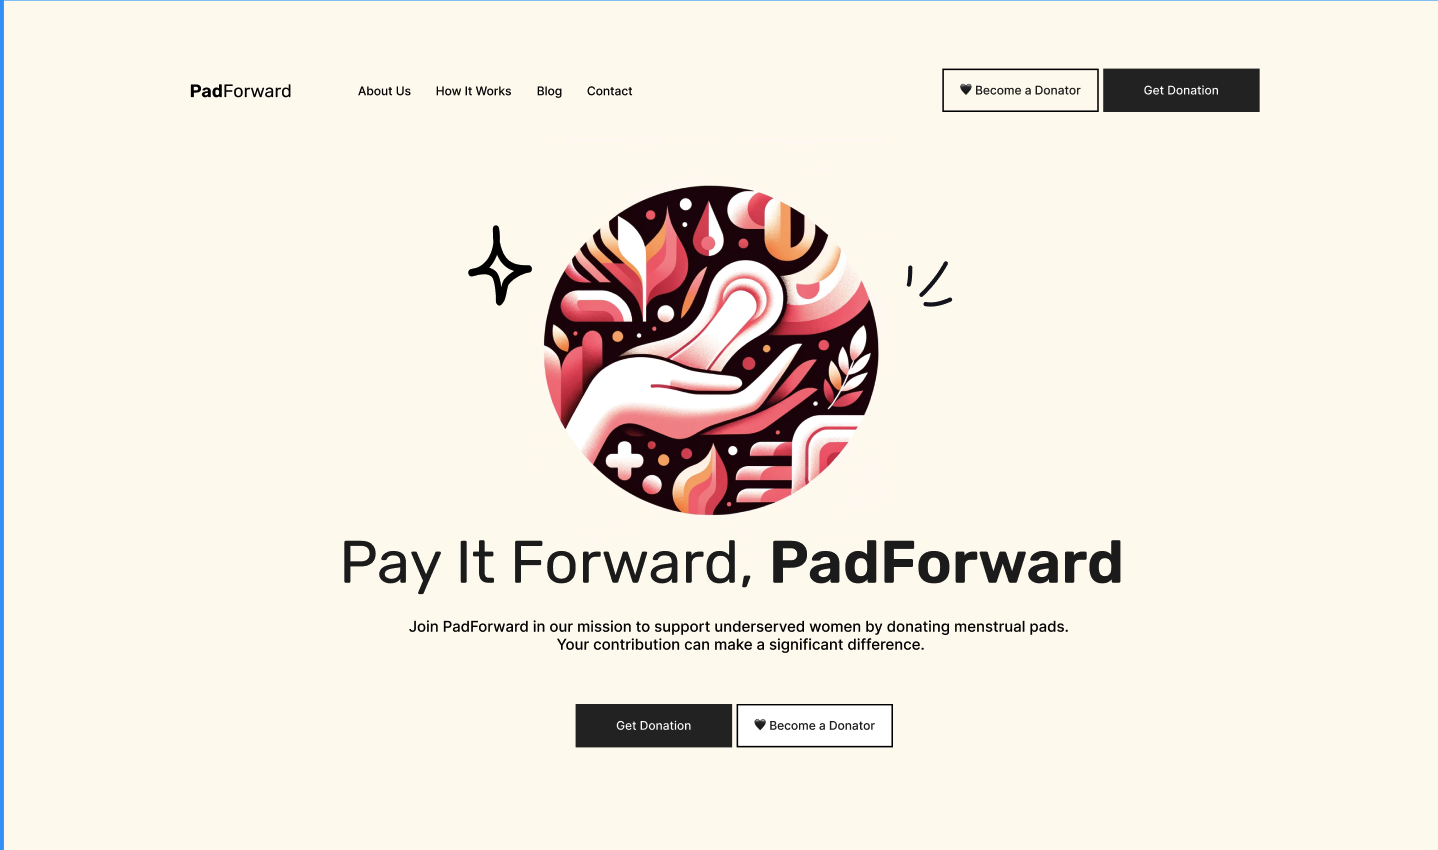 PadForward
About Us How It Works Blog Contact
🖤 Become a Donator
Get Donation
Pay It Forward, PadForward
Join PadForward in our mission to support underserved women by donating menstrual pads.
Your contribution can make a significant difference.
Get Donation
🖤 Become a Donator